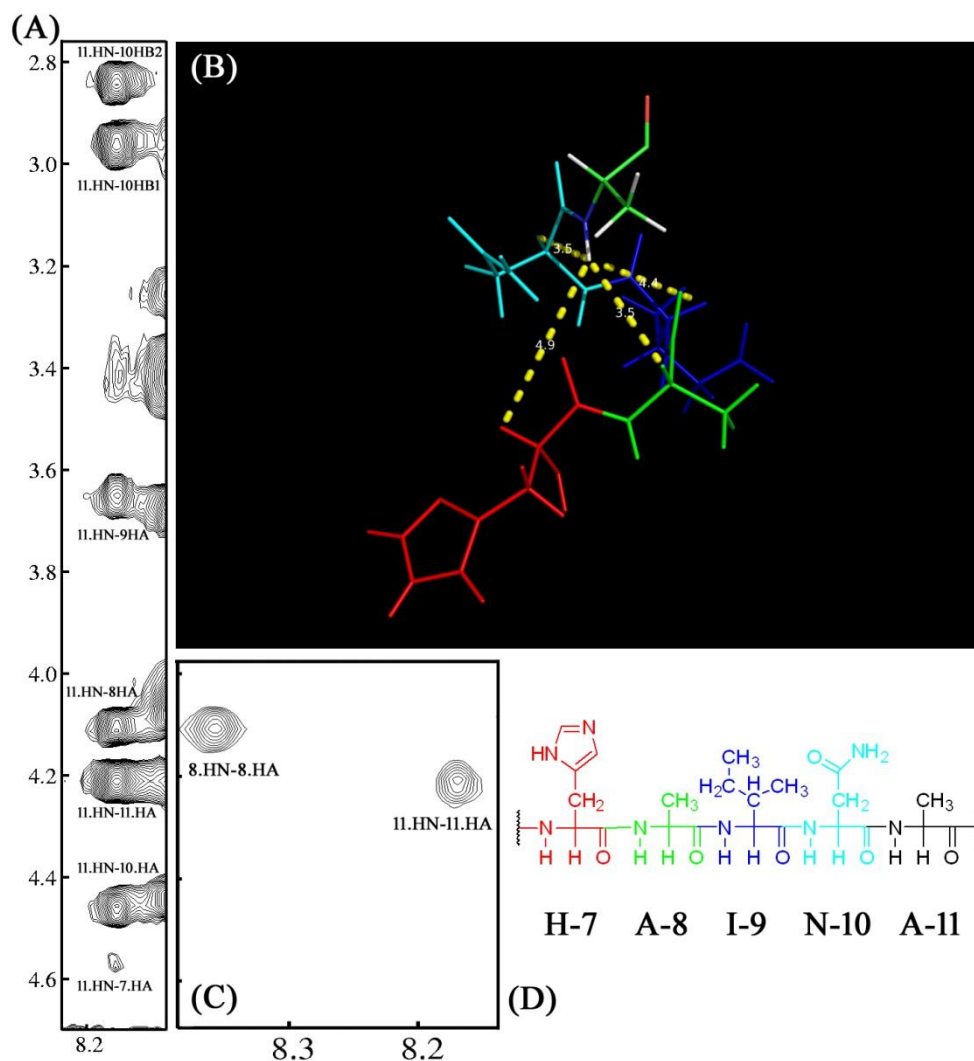 (A)
11.HN-10HB2
2.8
3.0
11.HN-10HB1
3.2
3.4
3.6
11.HN-9HA
3.8
4.0
11.HN-8HA
4.2
11.HN-11.HA
11.HN-10.HA
4.4
4.6
11.HN-7.HA
8.2
(B)
3.5
4.4
3.5
4.9
8.HN-8.HA
11.HN-11.HA
(C)
8.3 8.2
N
HN
CH₂
N
H H O
CH₃
N
H H O
CH₃
H₂C
H
CH₃
N
H H O
O NH₂
CH₂
N
H H O
CH₃
N
H H O
H-7 A-8 I-9 N-10 A-11
(D)